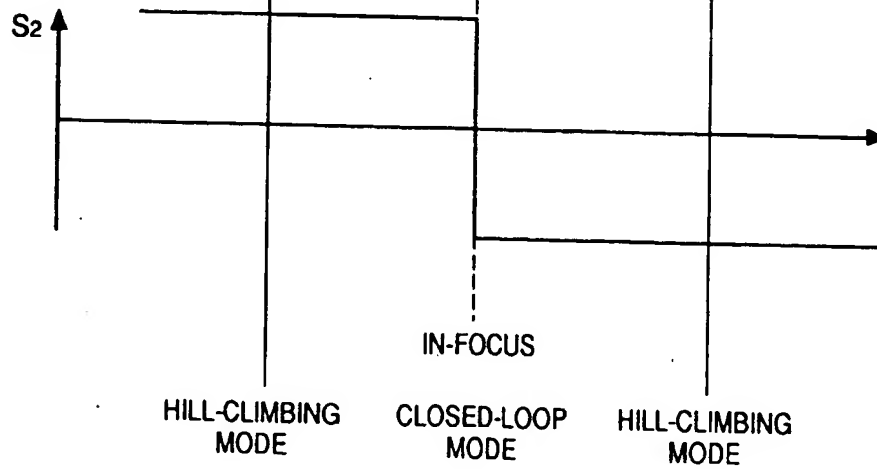 S2
IN-FOCUS
HILL-CLIMBING
MODE
CLOSED-LOOP
MODE
HILL-CLIMBING
MODE